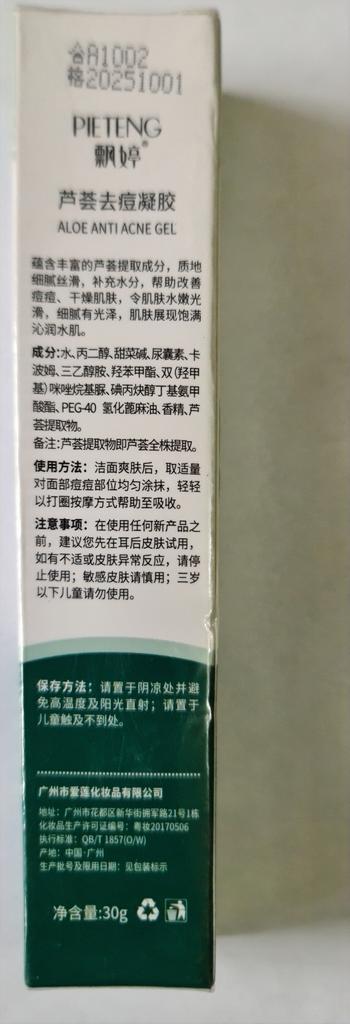 合A1002
格20251001
PIETENG
飘婷®
芦荟去痘凝胶
ALOE ANTI ACNE GEL
蕴含丰富的芦荟提取成分，质地
细腻丝滑，补充水分，帮助改善
痘痘、干燥肌肤，令肌肤水嫩光
滑，细腻有光泽，肌肤展现饱满
沁润水肌。
成分:水、丙二醇、甜菜碱、尿囊素、卡
波姆、三乙醇胺、羟苯甲酯、双(羟甲
基)咪唑烷基脲、碘丙炔醇丁基氨甲
酸酯、PEG-40 氢化蓖麻油、香精、芦
荟提取物。
备注:芦荟提取物即芦荟全株提取。
使用方法：洁面爽肤后，取适量
对面部痘痘部位均匀涂抹，轻轻
以打圈按摩方式帮助至吸收。
注意事项：在使用任何新产品之
前，建议您先在耳后皮肤试用，
如有不适或皮肤异常反应，请停
止使用；敏感皮肤请慎用；三岁
以下儿童请勿使用。
保存方法：请置于阴凉处并避
免高温度及阳光直射；请置于
儿童触及不到处。
广州市爱莲化妆品有限公司
地址：广州市花都区新华街拥军路21号1栋
化妆品生产许可证编号：粤妆20170506
执行标准：QB/T 1857(O/W)
产地：中国·广州
生产批号及限用日期：见包装标示
净含量:30g